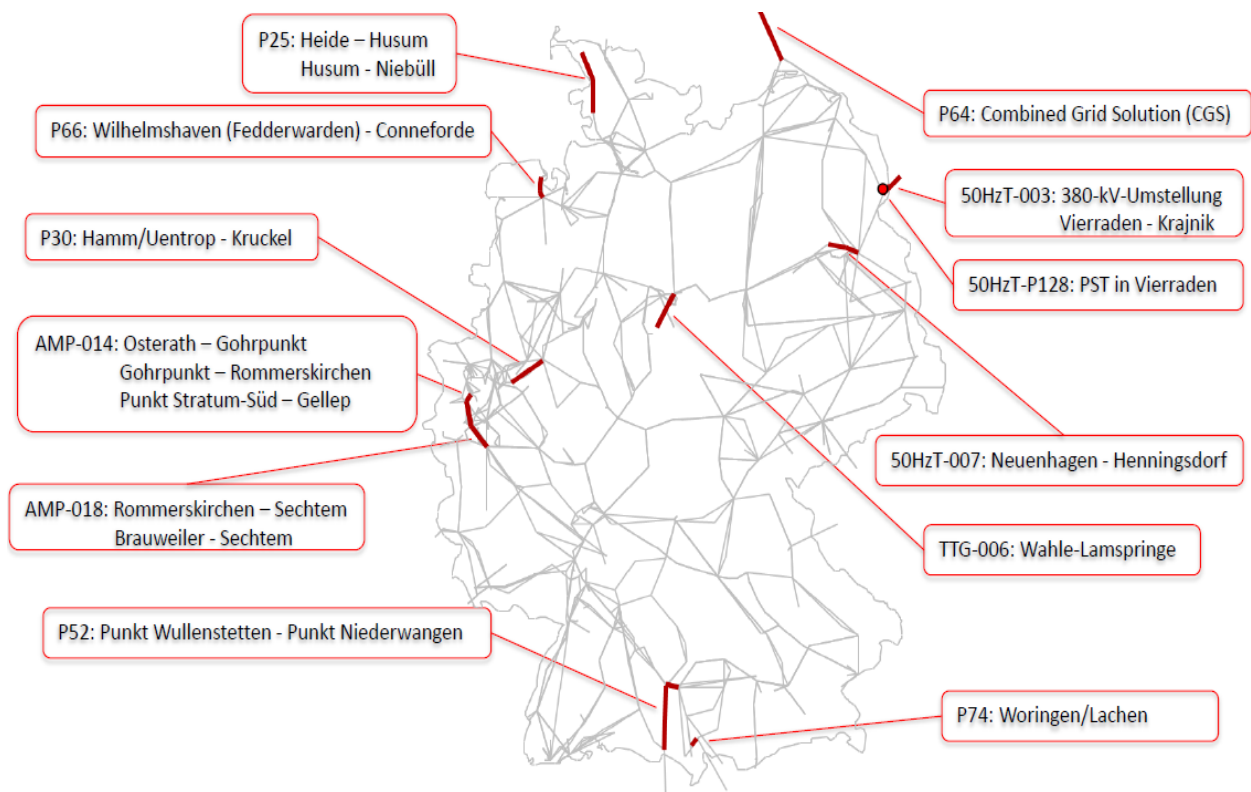 P25: Heide – Husum
Husum - Niebüll
P66: Wilhelmshaven (Fedderwarden) - Conneforde
P30: Hamm/Uentrop - Kruckel
AMP-014: Osterath – Gohrpunkt
Gohrpunkt – Rommerskirchen
Punkt Stratum-Süd – Gellep
AMP-018: Rommerskirchen – Sechtem
Brauweiler - Sechtem
P52: Punkt Wullenstetten - Punkt Niederwangen
P64: Combined Grid Solution (CGS)
50HzT-003: 380-kV-Umstellung
Vierraden - Krajnik
50HzT-P128: PST in Vierraden
50HzT-007: Neuenhagen - Henningsdorf
TTG-006: Wahle-Lamspringe
P74: Woringen/Lachen